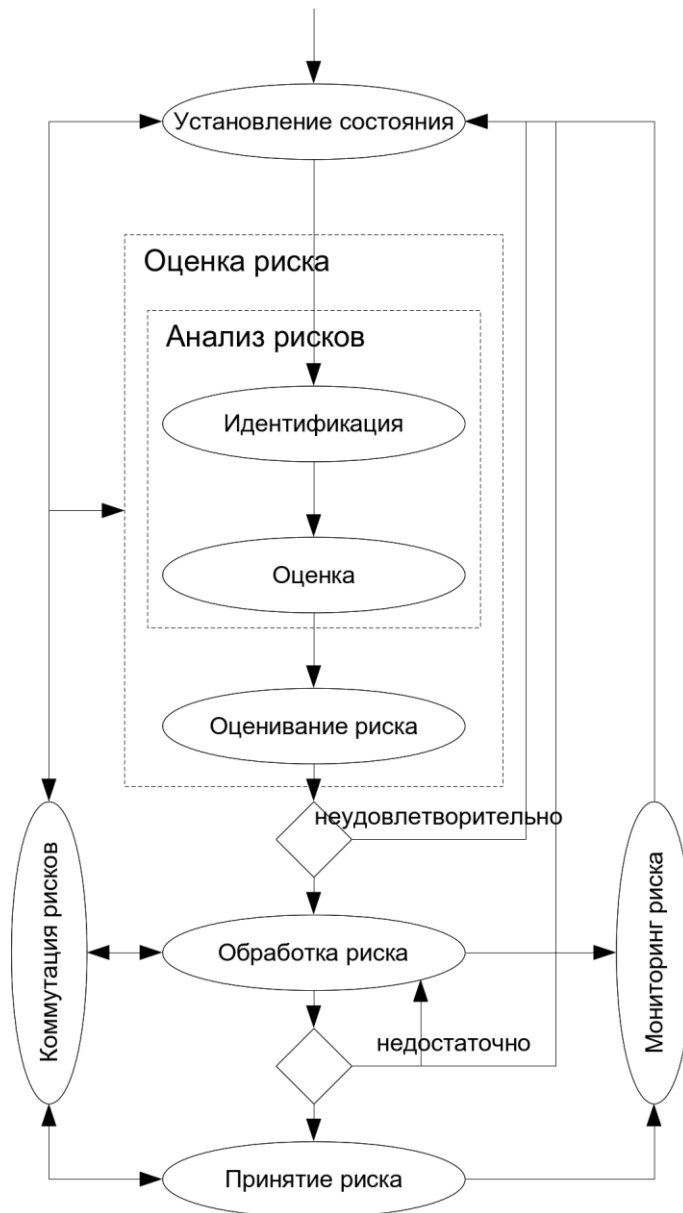 Установление состояния
Оценка риска
Анализ рисков
Идентификация
Оценка
Оценивание риска
неудовлетворительно
Коммутация рисков
Обработка риска
Мониторинг риска
недостаточно
Принятие риска